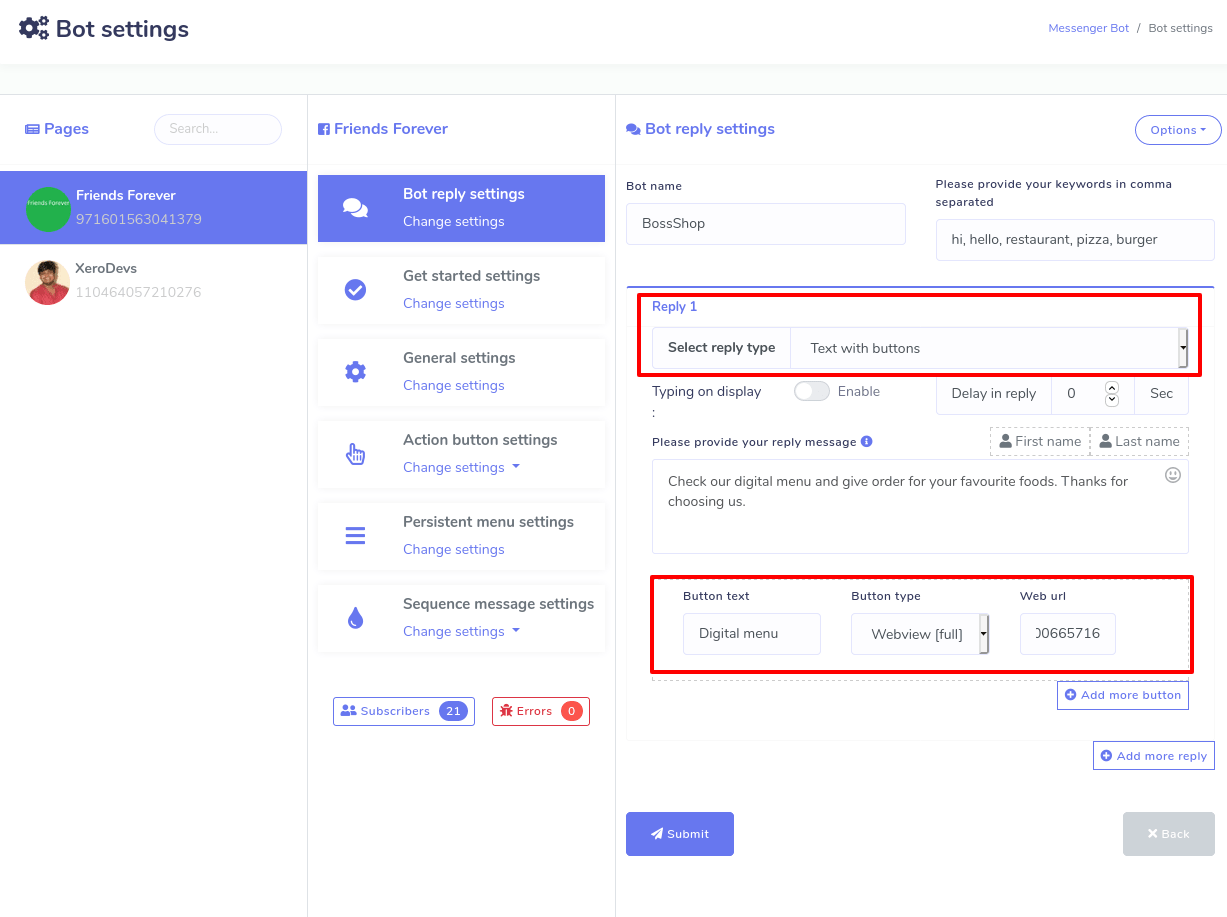 Bot settings
Messenger Bot / Bot settings
Pages
Search...
Friends Forever
Friends Forever
971601563041379
XeroDevs
110464057210276
Friends Forever
Bot reply settings
Change settings
Get started settings
Change settings
General settings
Change settings
Action button settings
Change settings
Persistent menu settings
Change settings
Sequence message settings
Change settings
Subscribers 21
Errors 0
Bot reply settings
Options
Bot name
BossShop
Please provide your keywords in comma
separated
hi, hello, restaurant, pizza, burger
Reply 1
Select reply type
Text with buttons
Typing on display
:
Enable
Delay in reply
0
Sec
Please provide your reply message
First name
Last name
Check our digital menu and give order for your favourite foods. Thanks for
choosing us.
Button text
Digital menu
Button type
Webview [full]
Web url
00665716
Add more button
Add more reply
Submit
Back